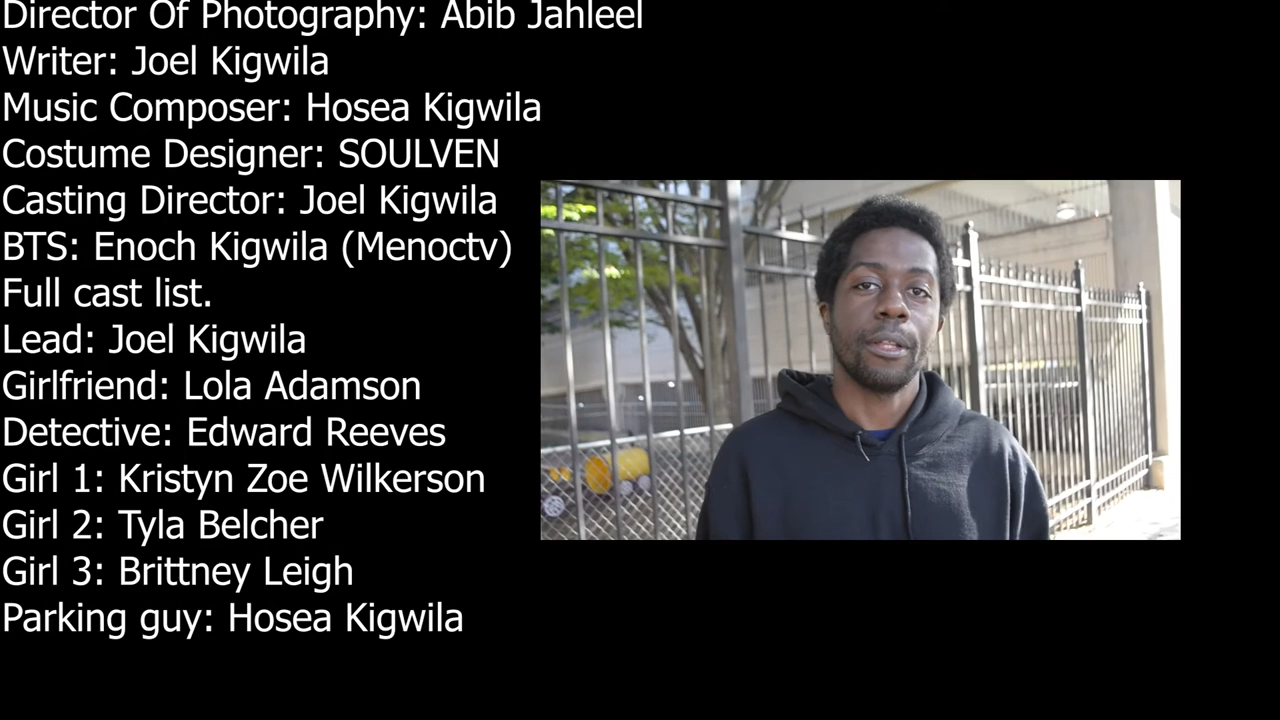 Director Of Photography: Abib Jahleel
Writer: Joel Kigwila
Music Composer: Hosea Kigwila
Costume Designer: SOULVEN
Casting Director: Joel Kigwila
BTS: Enoch Kigwila (Menoctv)
Full cast list.
Lead: Joel Kigwila
Girlfriend: Lola Adamson
Detective: Edward Reeves
Girl 1: Kristyn Zoe Wilkerson
Girl 2: Tyla Belcher
Girl 3: Brittney Leigh
Parking guy: Hosea Kigwila